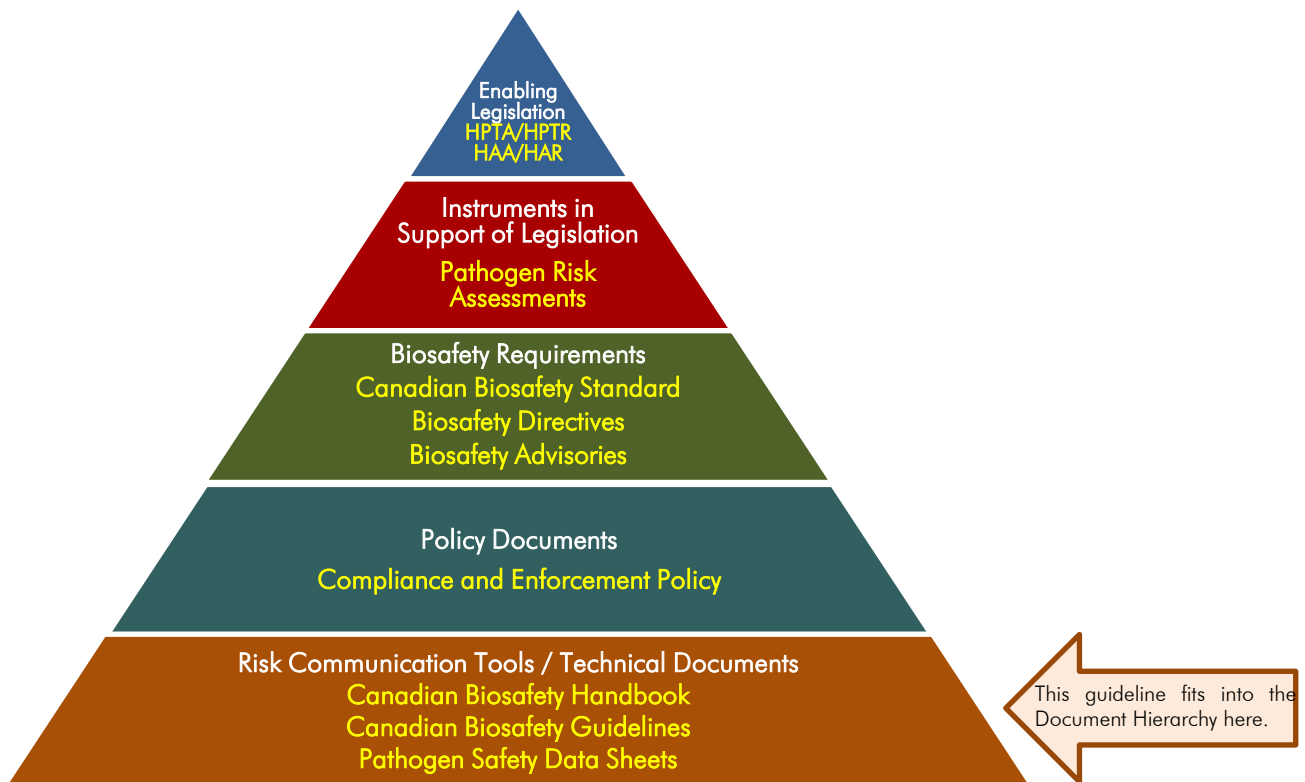 Enabling
Legislation
HPTA/HPTR
HAA/HAR
Instruments in
Support of Legislation
Pathogen Risk
Assessments
Biosafety Requirements
Canadian Biosafety Standard
Biosafety Directives
Biosafety Advisories
Policy Documents
Compliance and Enforcement Policy
Risk Communication Tools / Technical Documents
Canadian Biosafety Handbook
Canadian Biosafety Guidelines
Pathogen Safety Data Sheets
This guideline fits into the
Document Hierarchy here.